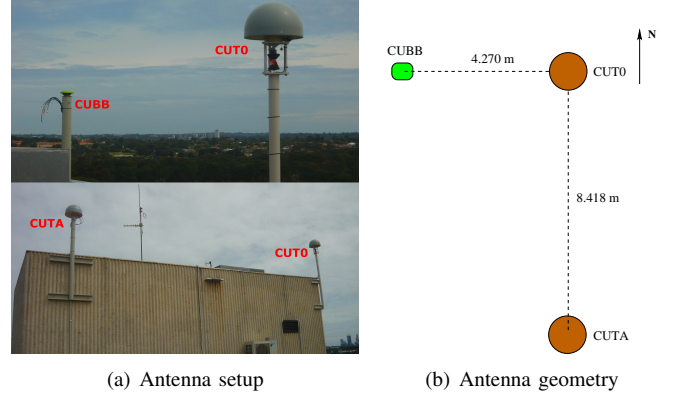 CUT0
CUBB
CUTA
CUT0
(a) Antenna setup
N
CUBB
4.270 m
CUT0
8.418 m
CUTA
(b) Antenna geometry